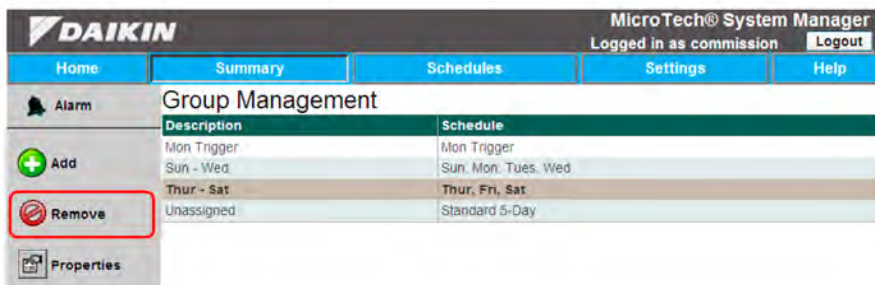 DAIKIN
MicroTech® System Manager
Logged in as commission Logout
Home Summary Schedules Settings Help
Alarm
Group Management
Description Schedule
Mon Trigger Mon Trigger
Add
Sun - Wed Sun, Mon, Tues, Wed
Thur - Sat Thur, Fri, Sat
Remove
Unassigned Standard 5-Day
Properties